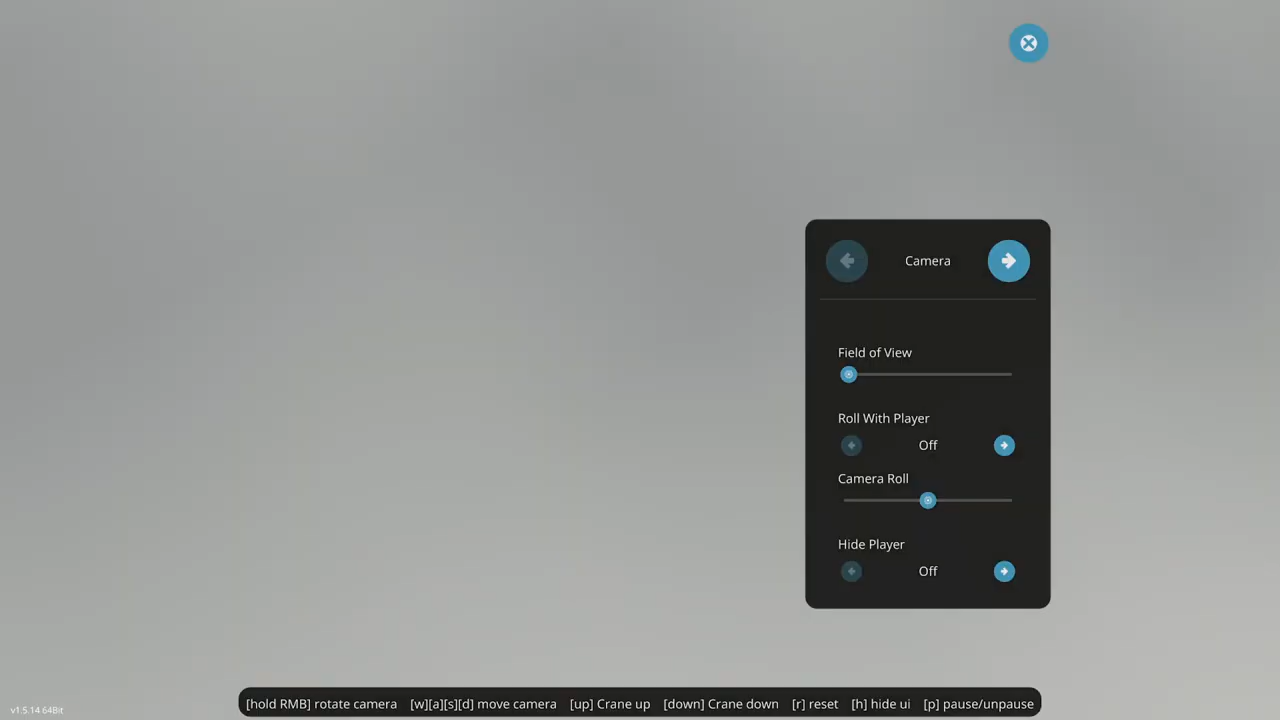 Camera
Field of View
Roll With Player
Off
Camera Roll
Hide Player
Off
[hold RMB] rotate camera [w][a][s][d] move camera [up] Crane up [down] Crane down [r] reset [h] hide ui [p] pause/unpause
v1.5.14 64Bit